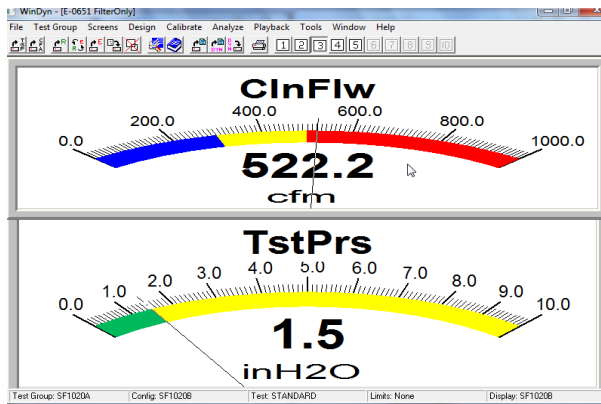 WinDyn - [E-0651 FilterOnly]
File Test Group Screens Design Calibrate Analyze Playback Tools Window Help
1 2 3 4 5 6 7 8 9 10
ClnFlw
0.0 200.0 400.0 600.0 800.0 1000.0
522.2
cfm
TstPrs
0.0 1.0 2.0 3.0 4.0 5.0 6.0 7.0 8.0 9.0 10.0
1.5
inH2O
Test Group: SF1020A Config: SF1020B Test: STANDARD Limits: None Display: SF1020B